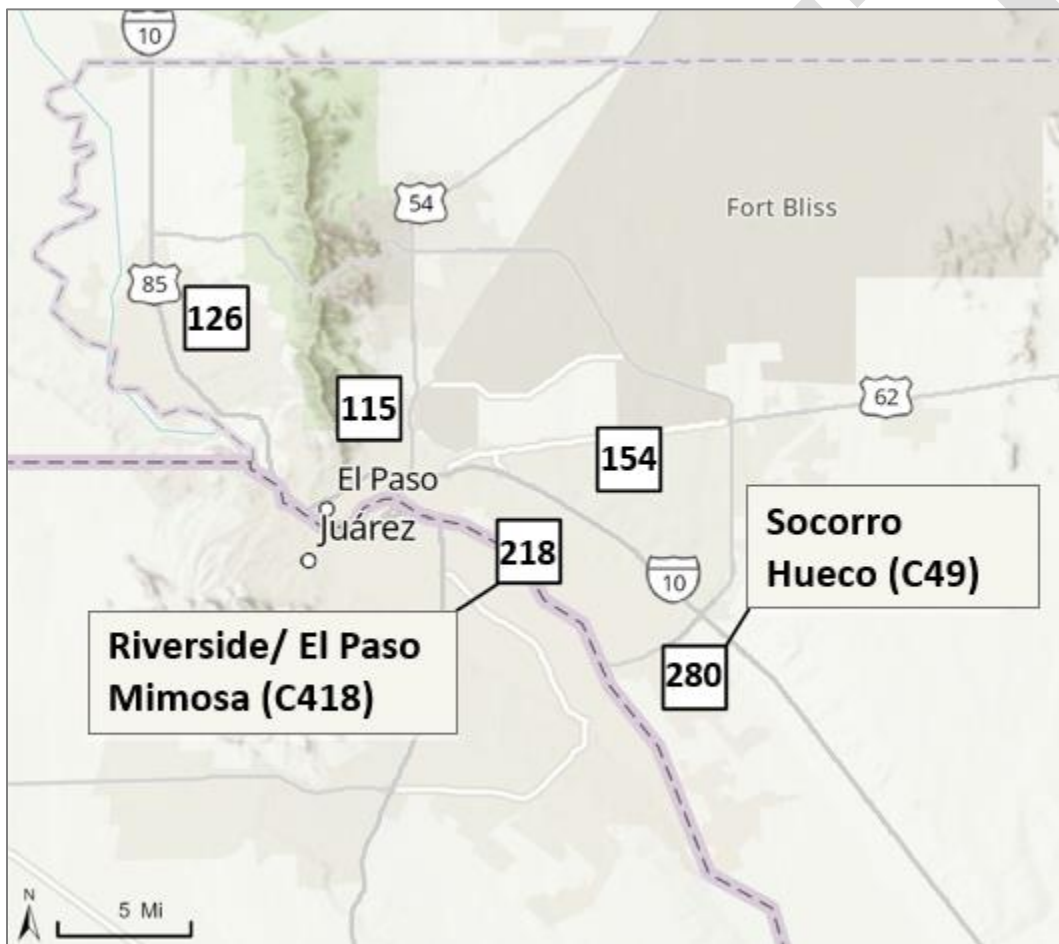 10
54
Fort Bliss
85
126
115
62
154
El Paso
Juárez
218
Socorro
Hueco (C49)
10
Riverside/ El Paso
Mimosa (C418)
280
N
5 Mi